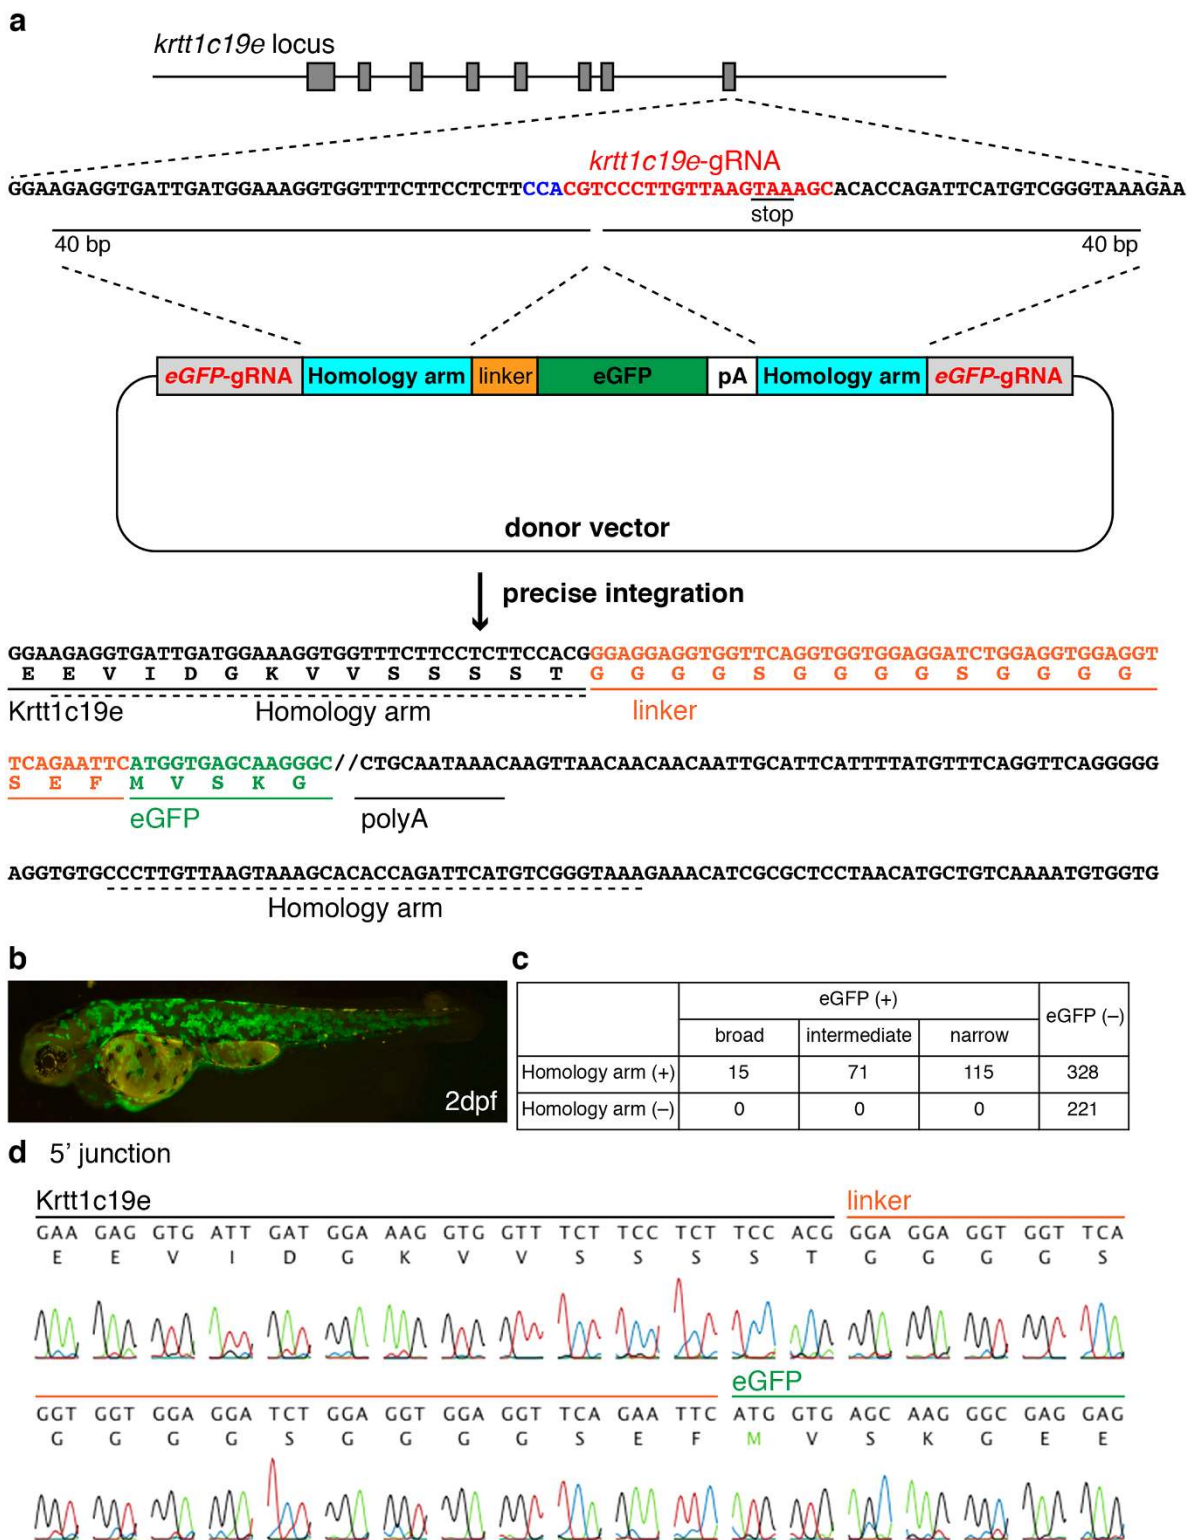 a
krtt1c19e locus
krtt1c19e-gRNA
GGAAGAGGTGATTGATGGAAAGGTGGTTTCTTCCTCTTCCACGTCCCTTGTTAAGTAAAGCACACCAGATTCATGTCGGGTAAAGAA
stop
40 bp 40 bp
eGFP-gRNA Homology arm linker eGFP pA Homology arm eGFP-gRNA
donor vector
precise integration
GGAAGAGGTGATTGATGGAAAGGTGGTTTCTTCCTCTTCCACGGGAGGAGGTGGTTCAGGTGGTGGAGGATCTGGAGGTGGAGGT
E E V I D G K V V S S S S T G G G G S G G G G S G G G G
Krtt1c19e Homology arm linker
TCAGAATTCATGGTGAGCAAGGGC//CTGCAATAAACAAGTTAACAACAACAATTGCATTCATTTTATGTTTCAGGTTCAGGGGG
S E F M V S K G
eGFP polyA
AGGTGTGCCCTTGTTAAGTAAAGCACACCAGATTCATGTCGGGTAAAGAAACATCGCGCTCCTAACATGCTGTCAAAATGTGGTG
Homology arm
b
2dpf
c
eGFP (+) eGFP (–)
broad intermediate narrow
Homology arm (+) 15 71 115 328
Homology arm (–) 0 0 0 221
d 5’ junction
Krtt1c19e linker
GAA GAG GTG ATT GAT GGA AAG GTG GTT TCT TCC TCT TCC ACG GGA GGA GGT GGT TCA
E E V I D G K V V S S S S T G G G G S
eGFP
GGT GGT GGA GGA TCT GGA GGT GGA GGT TCA GAA TTC ATG GTG AGC AAG GGC GAG GAG
G G G G S G G G G S E F M V S K G E E